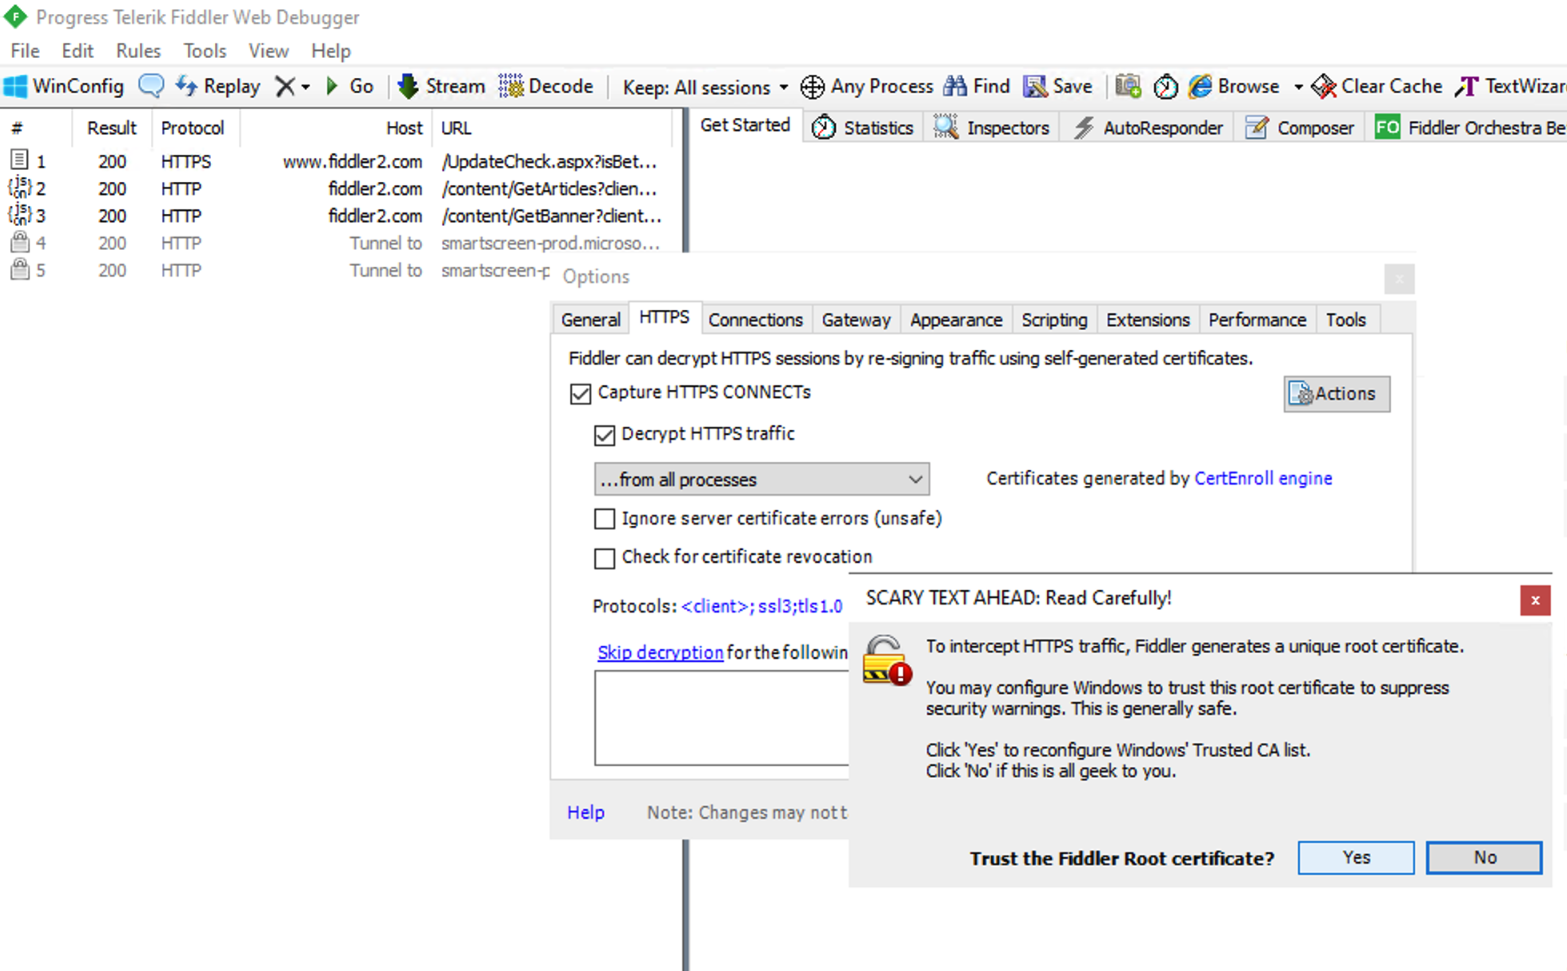 Progress Telerik Fiddler Web Debugger
File Edit Rules Tools View Help
WinConfig Replay Go Stream Decode Keep: All sessions Any Process Find Save Browse Clear Cache TextWizar
# Result Protocol Host URL
1 200 HTTPS www.fiddler2.com /UpdateCheck.aspx?isBet...
2 200 HTTP fiddler2.com /content/GetArticles?clien...
3 200 HTTP fiddler2.com /content/GetBanner?client...
4 200 HTTP Tunnel to smartscreen-prod.microso...
5 200 HTTP Tunnel to smartscreen-p
Get Started Statistics Inspectors AutoResponder Composer FO Fiddler Orchestra Be
Options
General HTTPS Connections Gateway Appearance Scripting Extensions Performance Tools
Fiddler can decrypt HTTPS sessions by re-signing traffic using self-generated certificates.
Capture HTTPS CONNECTs
Actions
Decrypt HTTPS traffic
...from all processes
Certificates generated by CertEnroll engine
Ignore server certificate errors (unsafe)
Check for certificate revocation
Protocols: <client>;ssl3;tls1.0
Skip decryption for the followin
Help
Note: Changes may not t
SCARY TEXT AHEAD: Read Carefully!
To intercept HTTPS traffic, Fiddler generates a unique root certificate.
You may configure Windows to trust this root certificate to suppress
security warnings. This is generally safe.
Click 'Yes' to reconfigure Windows' Trusted CA list.
Click 'No' if this is all geek to you.
Trust the Fiddler Root certificate?
Yes
No